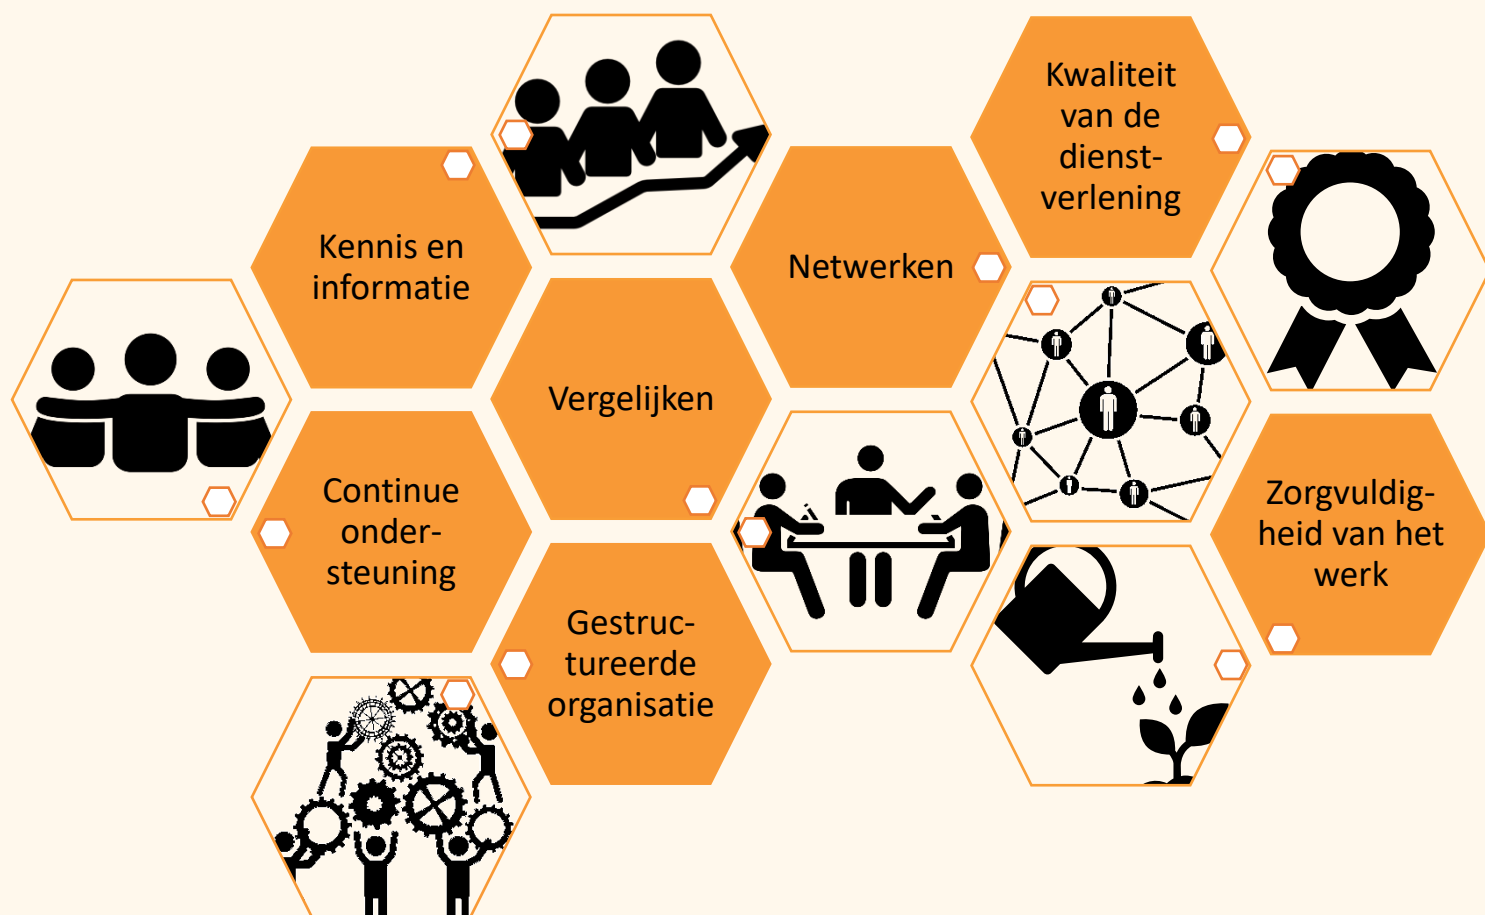 Kennis en
informatie
Continue
onder-
steuning
Vergelijken
Gestruc-
tureerde
organisatie
Netwerken
Kwaliteit
van de
dienst-
verlening
Zorgvuldig-
heid van het
werk